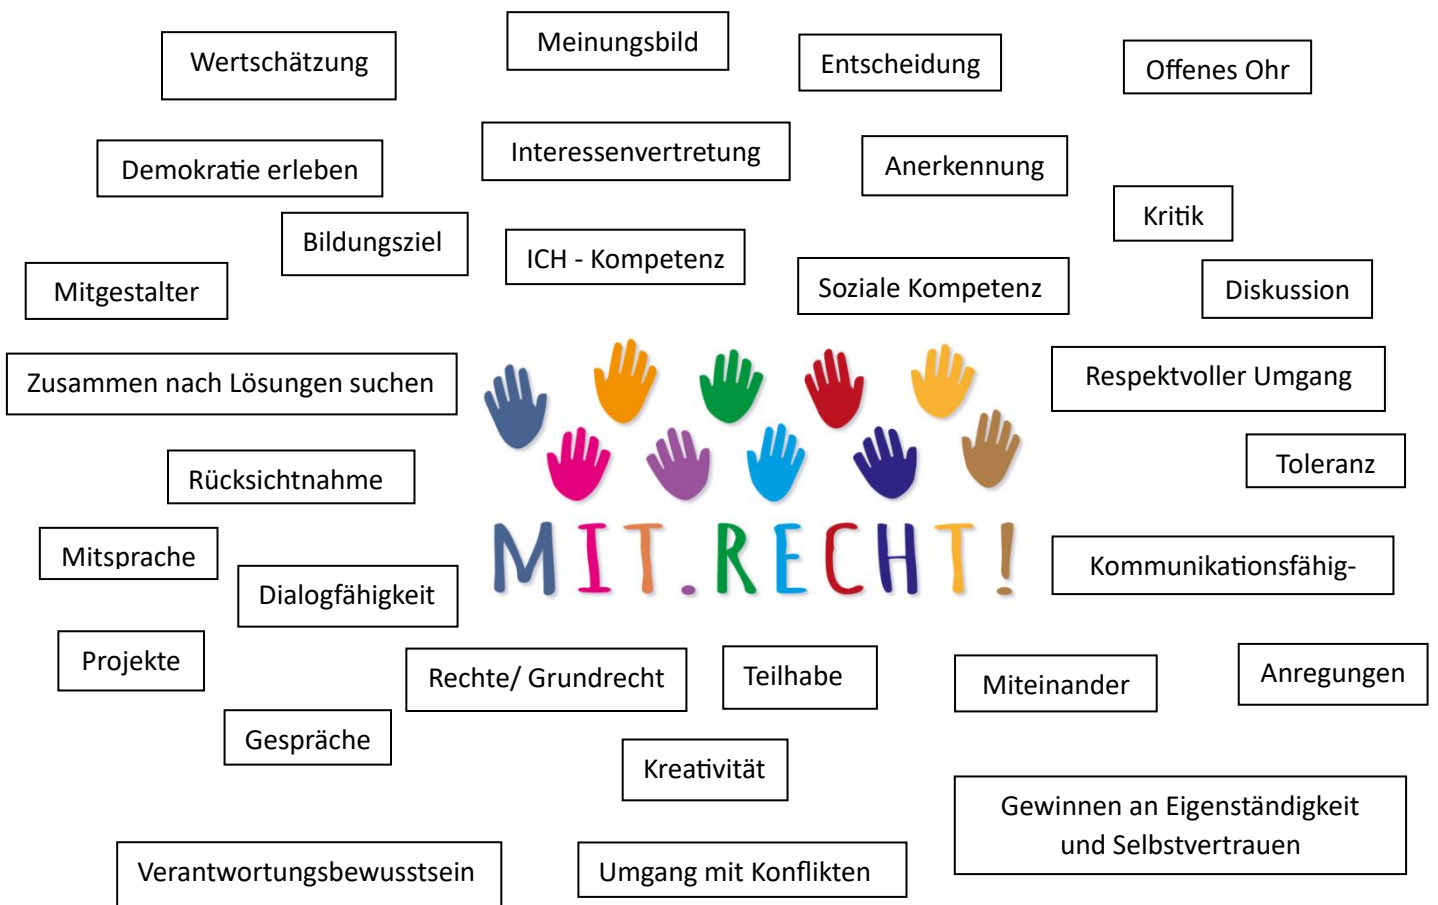 Wertschätzung
Meinungsbild
Entscheidung
Offenes Ohr
Demokratie erleben
Interessenvertretung
Anerkennung
Kritik
Bildungsziel
ICH - Kompetenz
Mitgestalter
Soziale Kompetenz
Diskussion
Zusammen nach Lösungen suchen
Respektvoller Umgang
Rücksichtnahme
Toleranz
MIT.RECHT!
Mitsprache
Dialogfähigkeit
Kommunikationsfähig-
Projekte
Rechte/ Grundrecht
Teilhabe
Miteinander
Anregungen
Gespräche
Kreativität
Gewinnen an Eigenständigkeit
und Selbstvertrauen
Verantwortungsbewusstsein
Umgang mit Konflikten